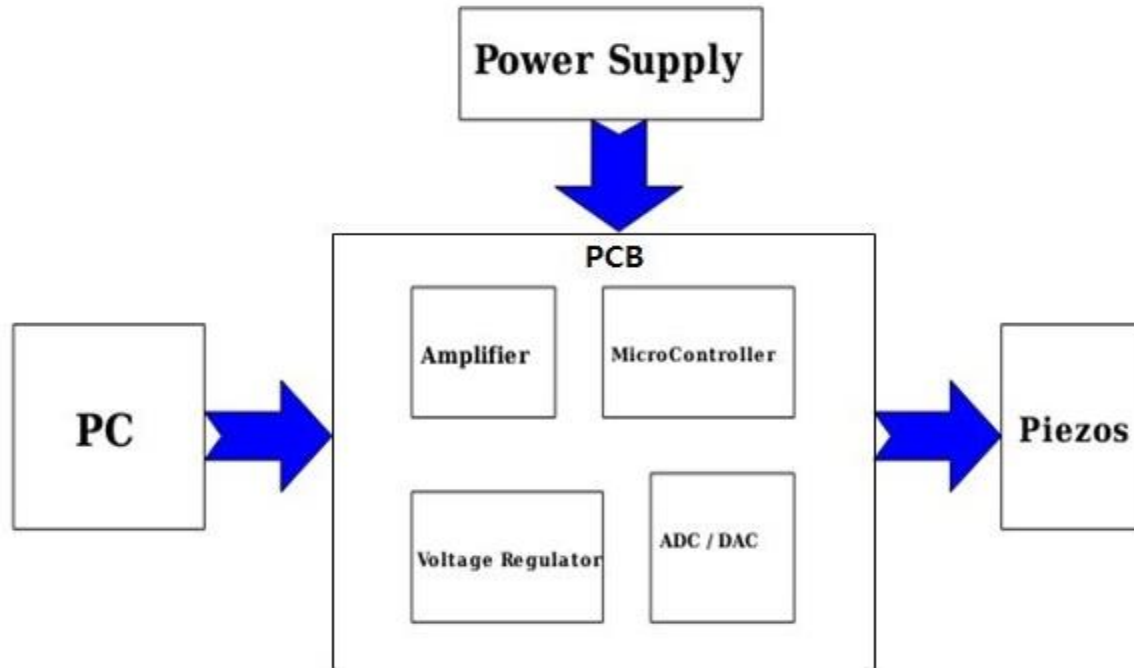 Power Supply
PCB
Amplifier
MicroController
PC
Piezos
Voltage Regulator
ADC / DAC